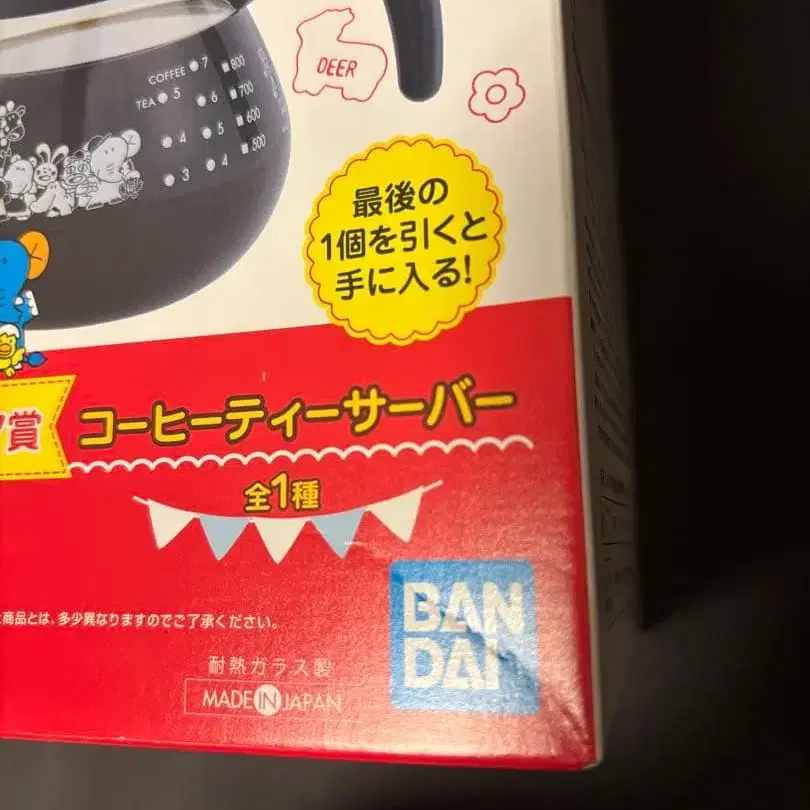 COFFEE 7 800
TEA 5 6 700
4 5 600
3 4 500
DEER
最後の
1個を引くと
手に入る!
賞
コーヒーティーサーバー
全1種
商品とは、多少異なりますのでご了承ください。
耐熱ガラス製
MADE IN JAPAN
BAN
DAI